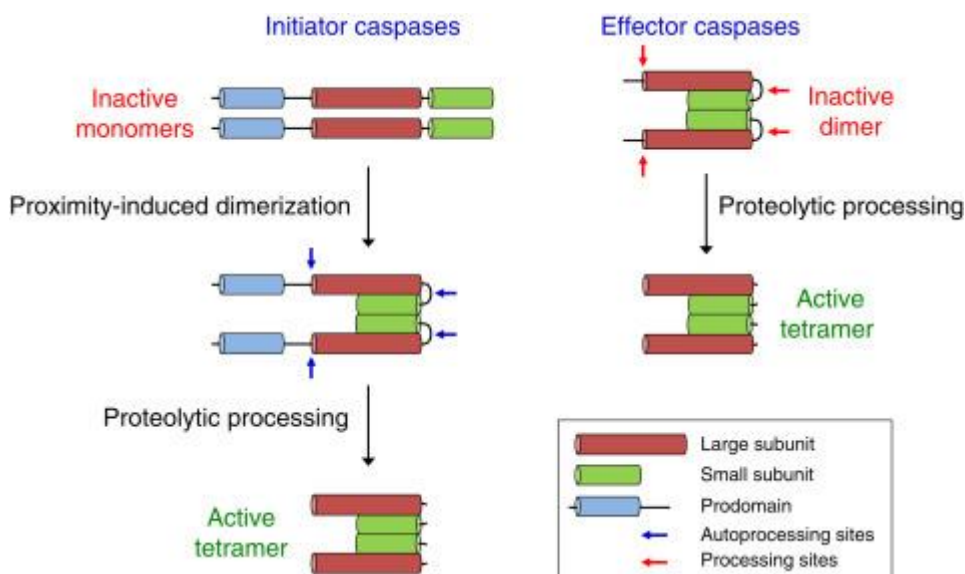 Initiator caspases
Effector caspases
Inactive
monomers
Inactive
dimer
Proximity-induced dimerization
Proteolytic processing
Active
tetramer
Proteolytic processing
Active
tetramer
Large subunit
Small subunit
Prodomain
Autoprocessing sites
Processing sites